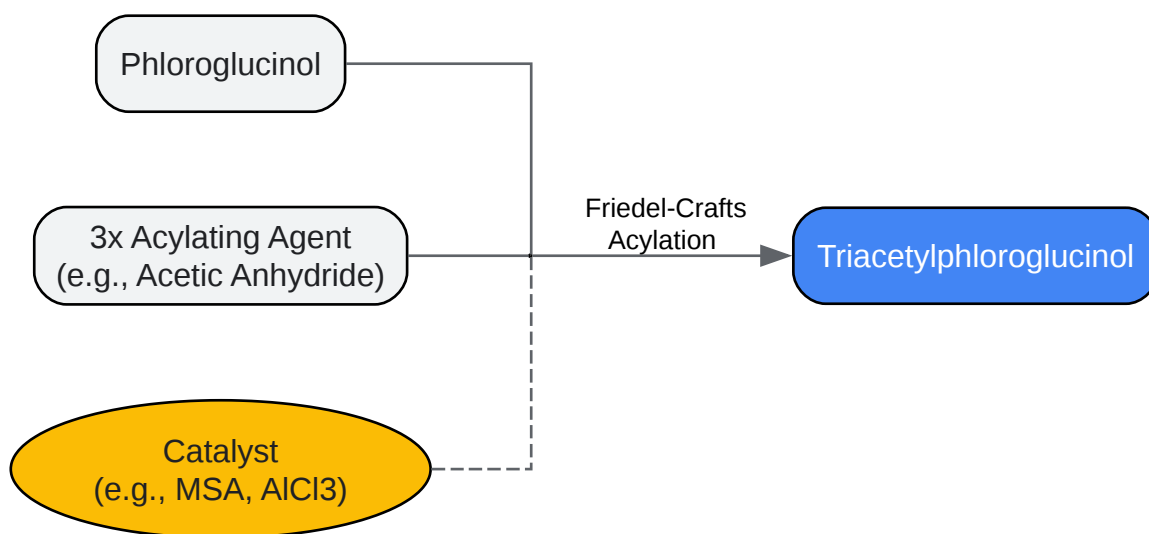 Phloroglucinol
3x Acylating Agent
(e.g., Acetic Anhydride)
Friedel-Crafts
Acylation
Triacetylphloroglucinol
Catalyst
(e.g., MSA, AlCl3)